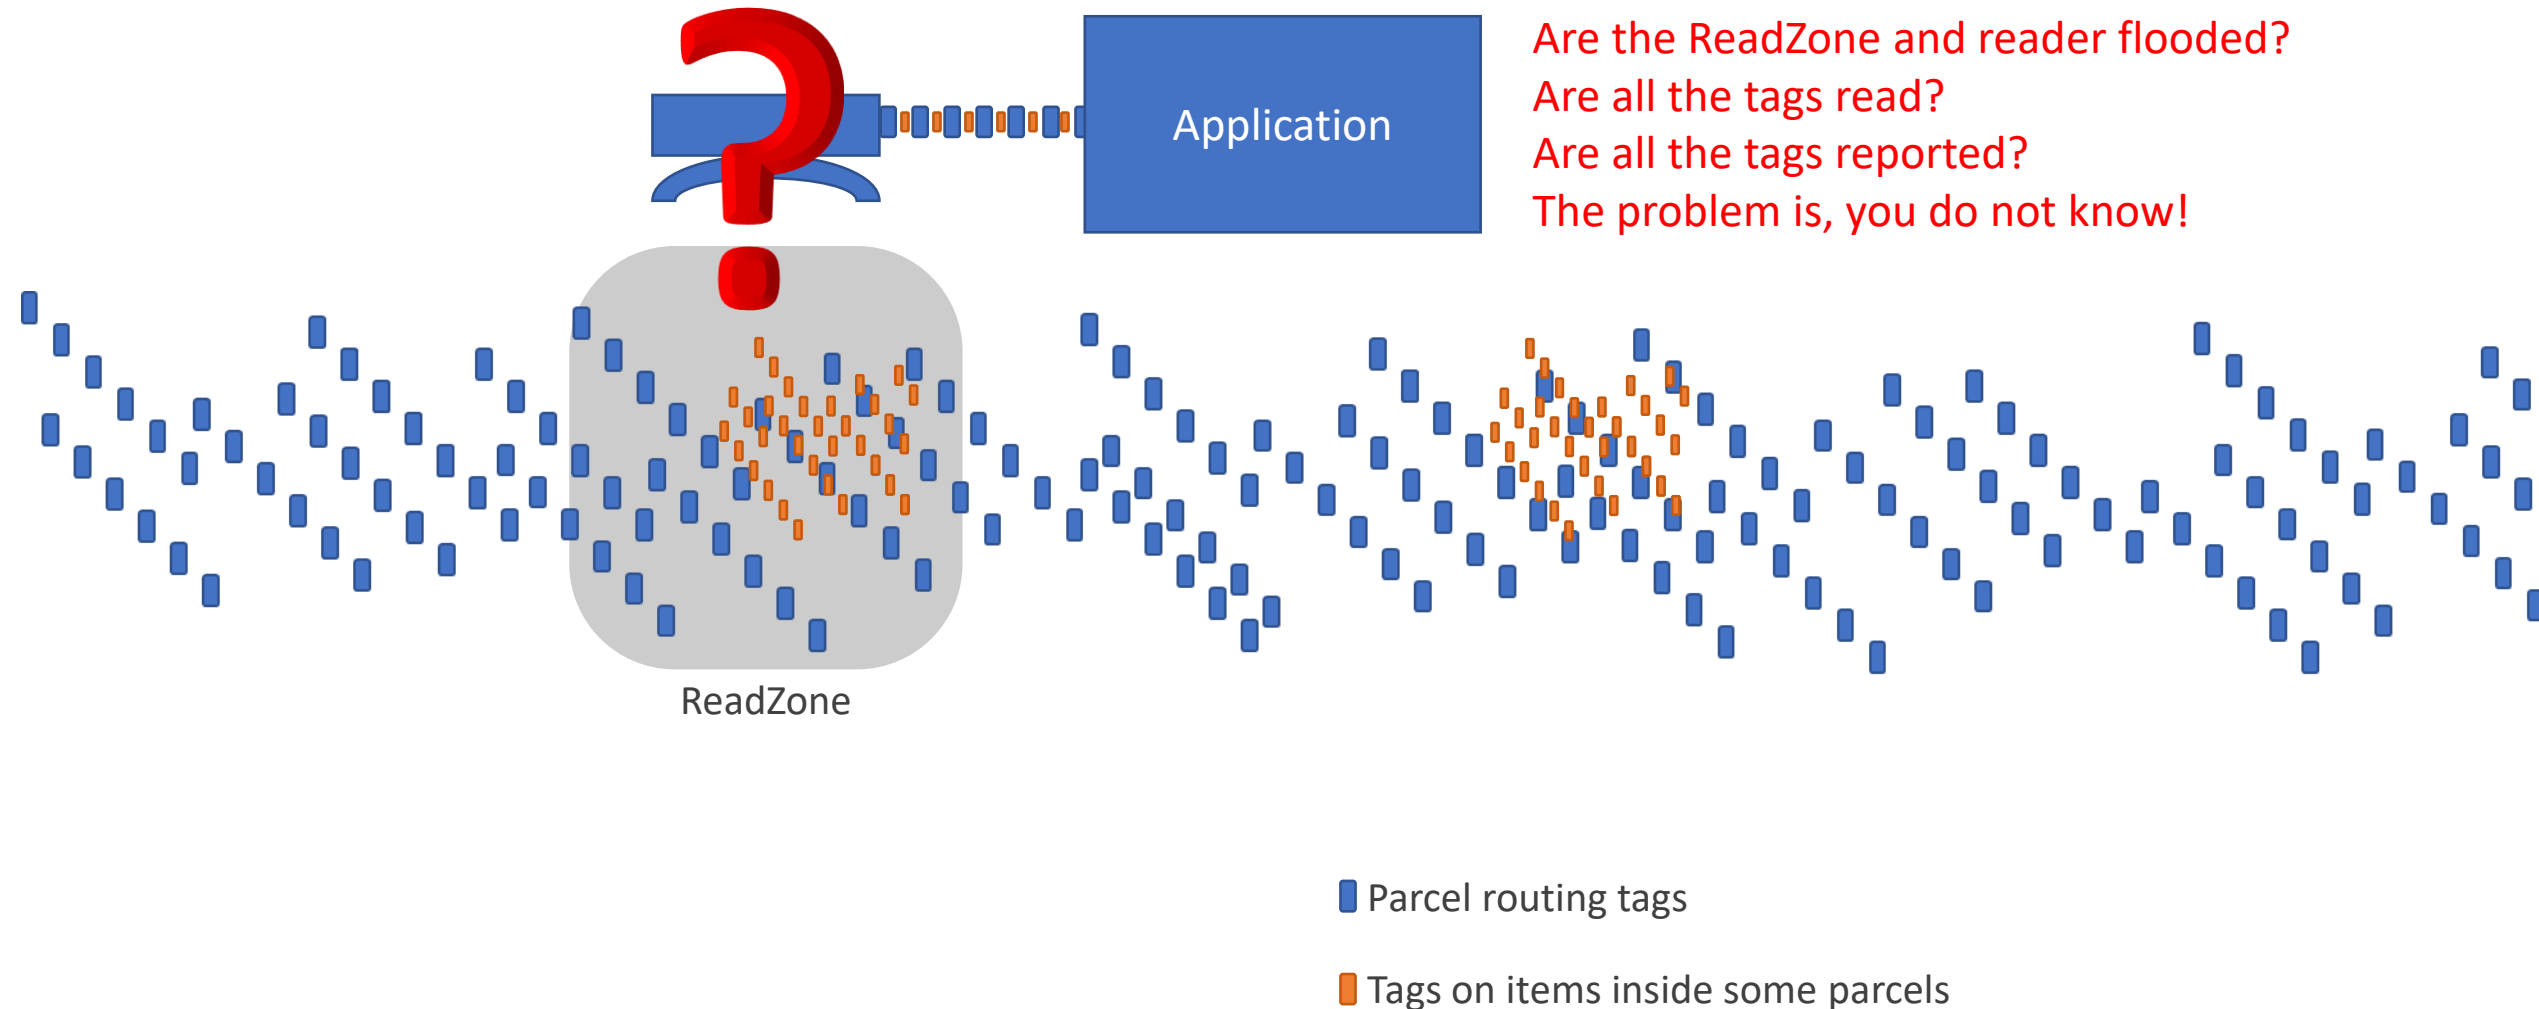 Application
Are the ReadZone and reader flooded?
Are all the tags read?
Are all the tags reported?
The problem is, you do not know!
ReadZone
Parcel routing tags
Tags on items inside some parcels